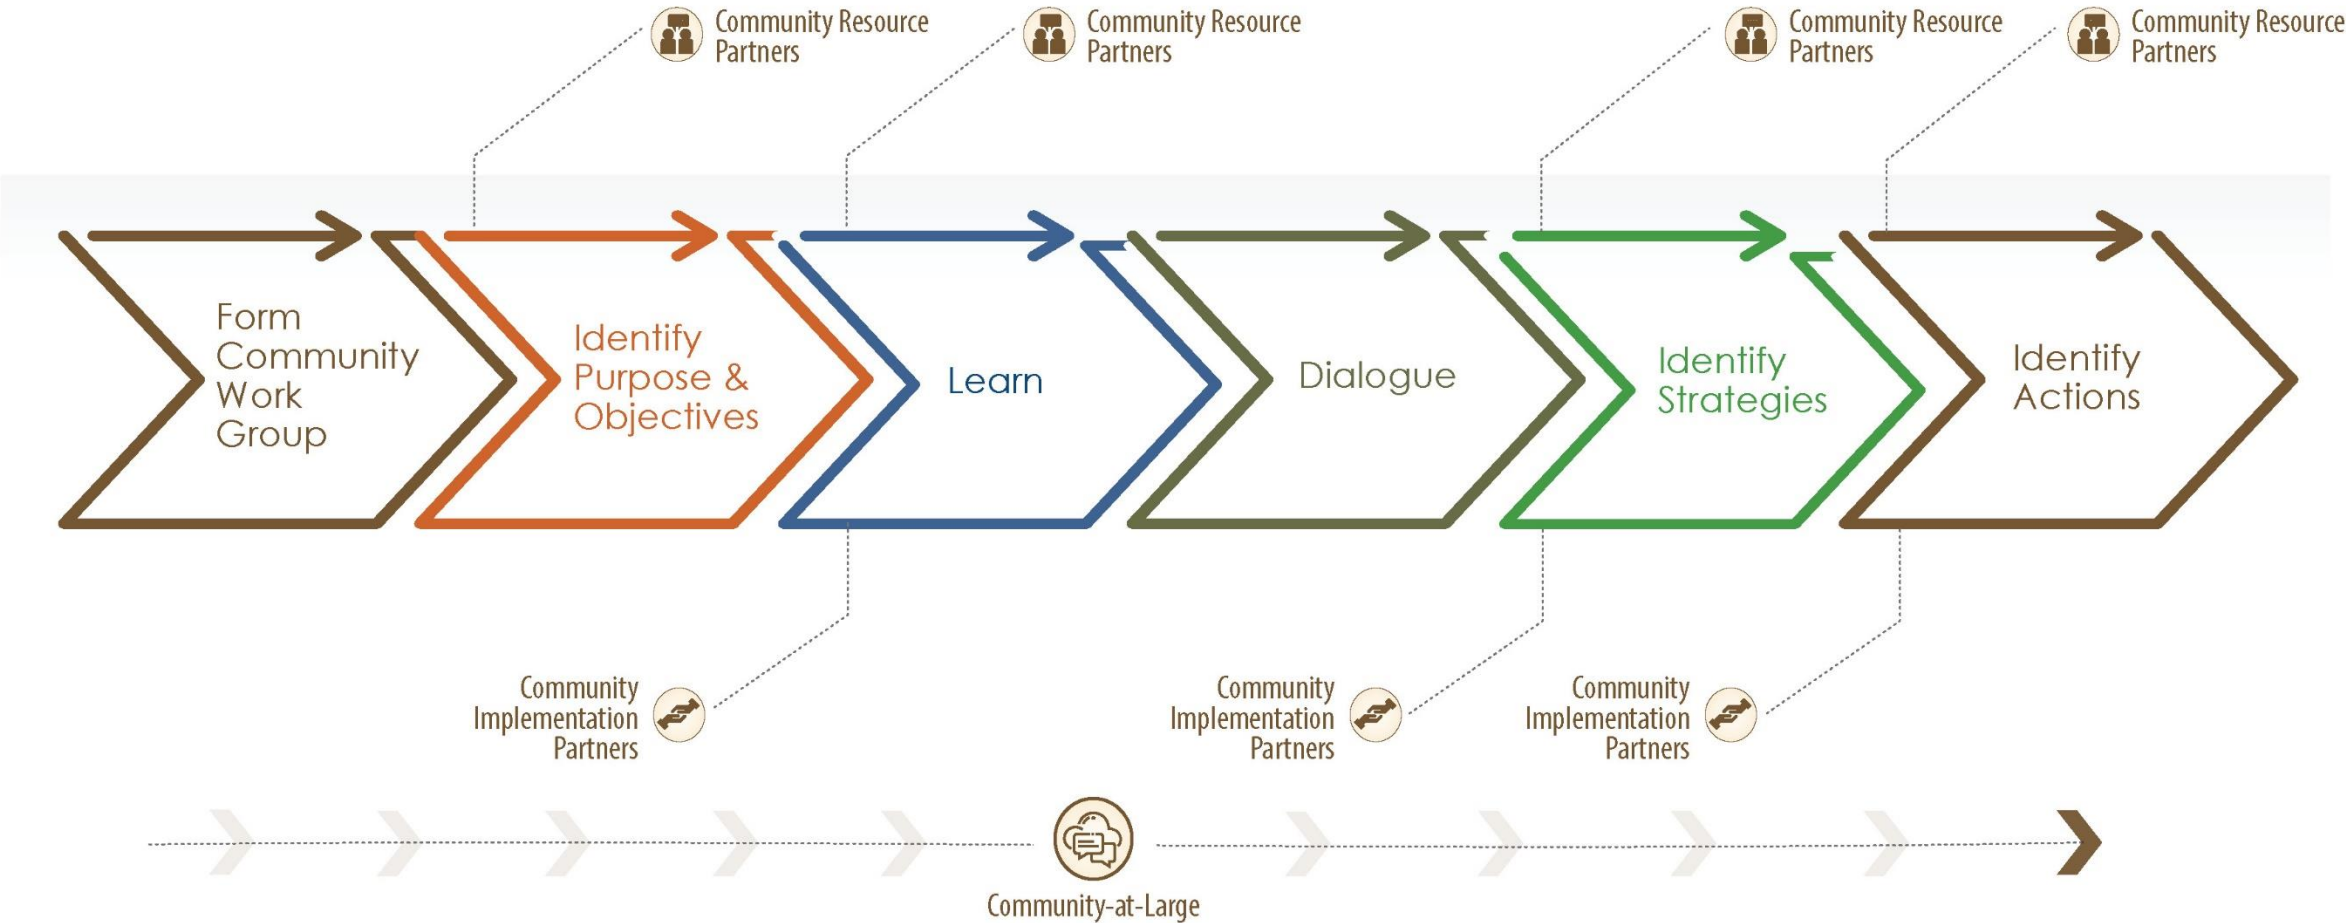 Community Resource
Partners
Community Resource
Partners
Community Resource
Partners
Community Resource
Partners
Form
Community
Work
Group
Identify
Purpose &
Objectives
Learn
Dialogue
Identify
Strategies
Identify
Actions
Community
Implementation
Partners
Community
Implementation
Partners
Community
Implementation
Partners
Community-at-Large